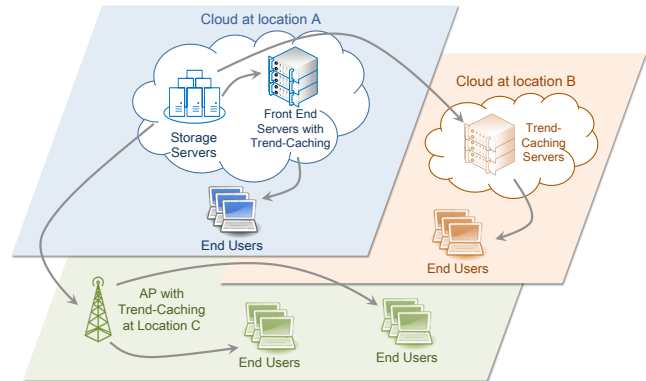 Cloud at location A
Storage
Servers
Front End
Servers with
Trend-Caching
End Users
Cloud at location B
Trend-
Caching
Servers
End Users
AP with
Trend-Caching
at Location C
End Users
End Users